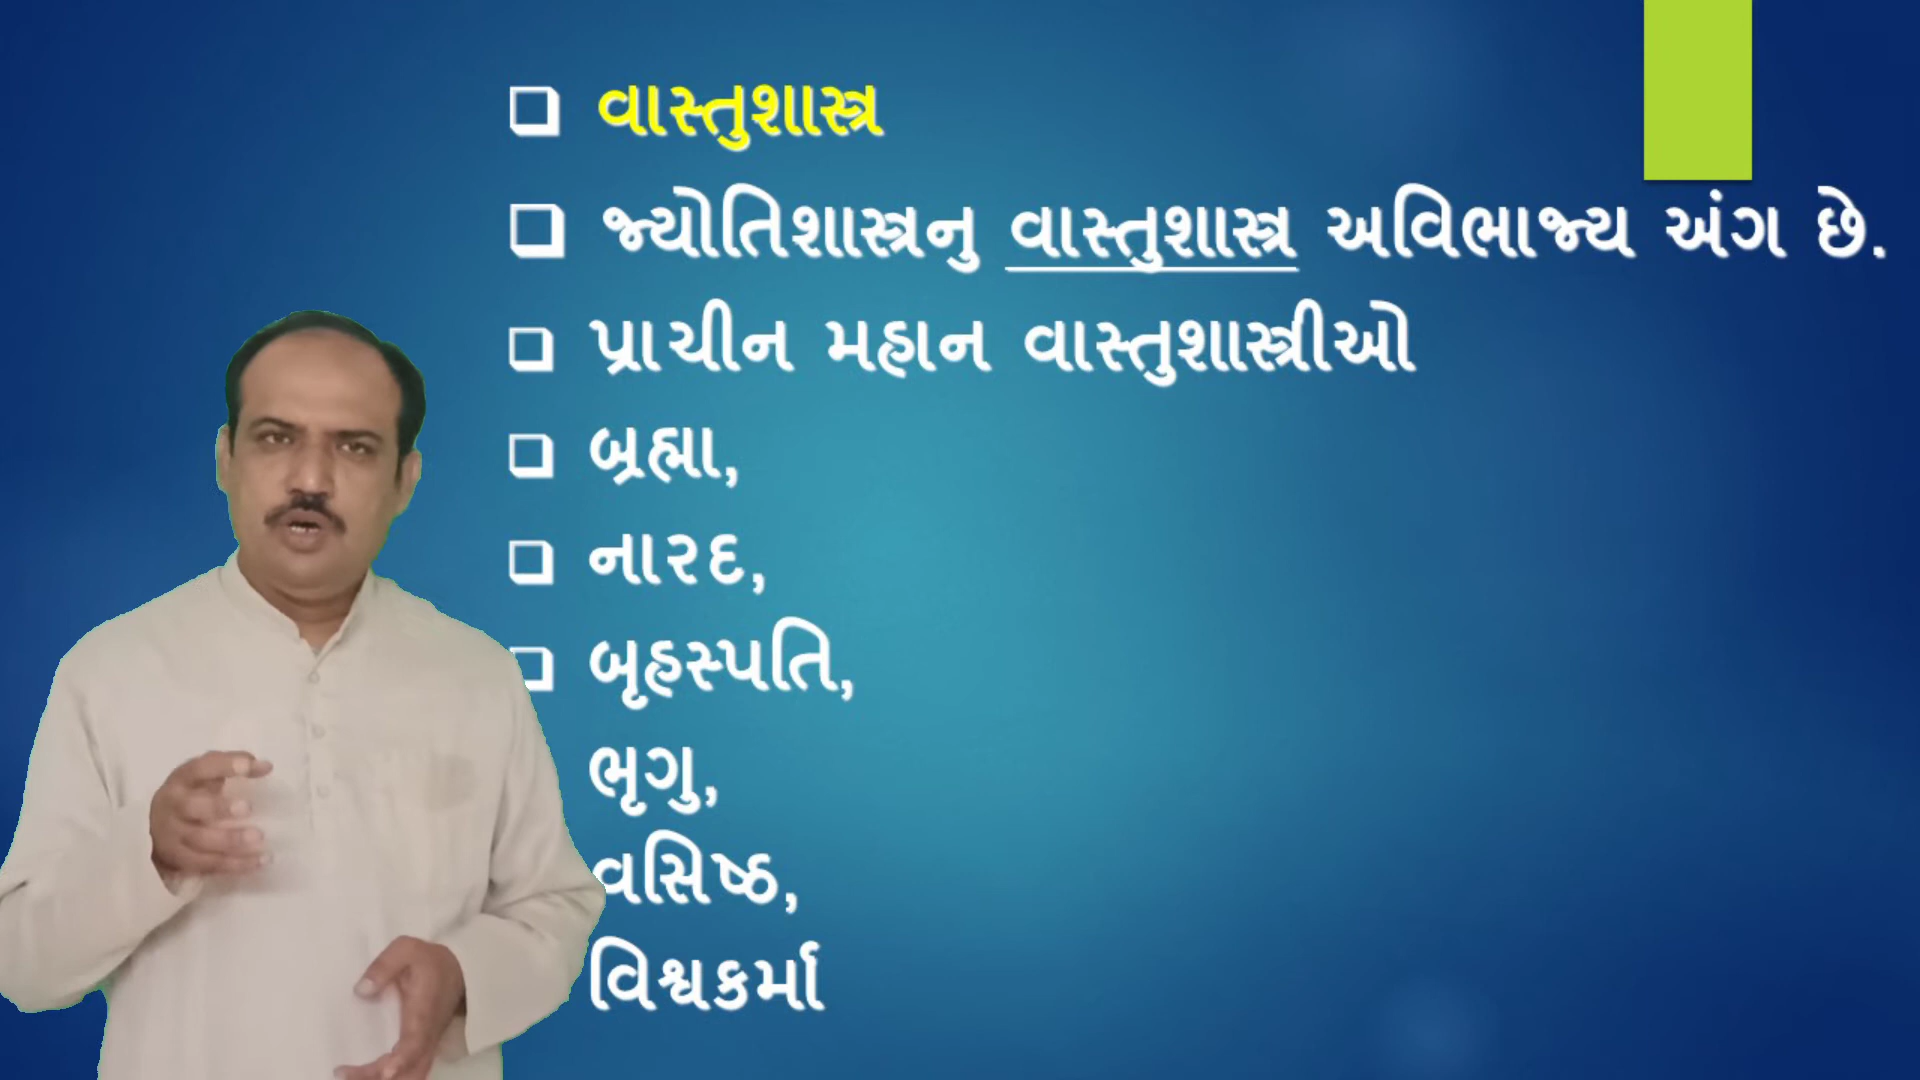 વાસ્તુશાસ્ત્ર
જ્યોતિશાસ્ત્રનુ વાસ્તુશાસ્ત્ર અવિભાજ્ય અંગ છે.
પ્રાચીન મહાન વાસ્તુશાસ્ત્રીઓ
બ્રહ્મા,
નારદ,
બૃહસ્પતિ,
ભૃગુ,
વસિષ્ઠ,
વિશ્વકર્મા